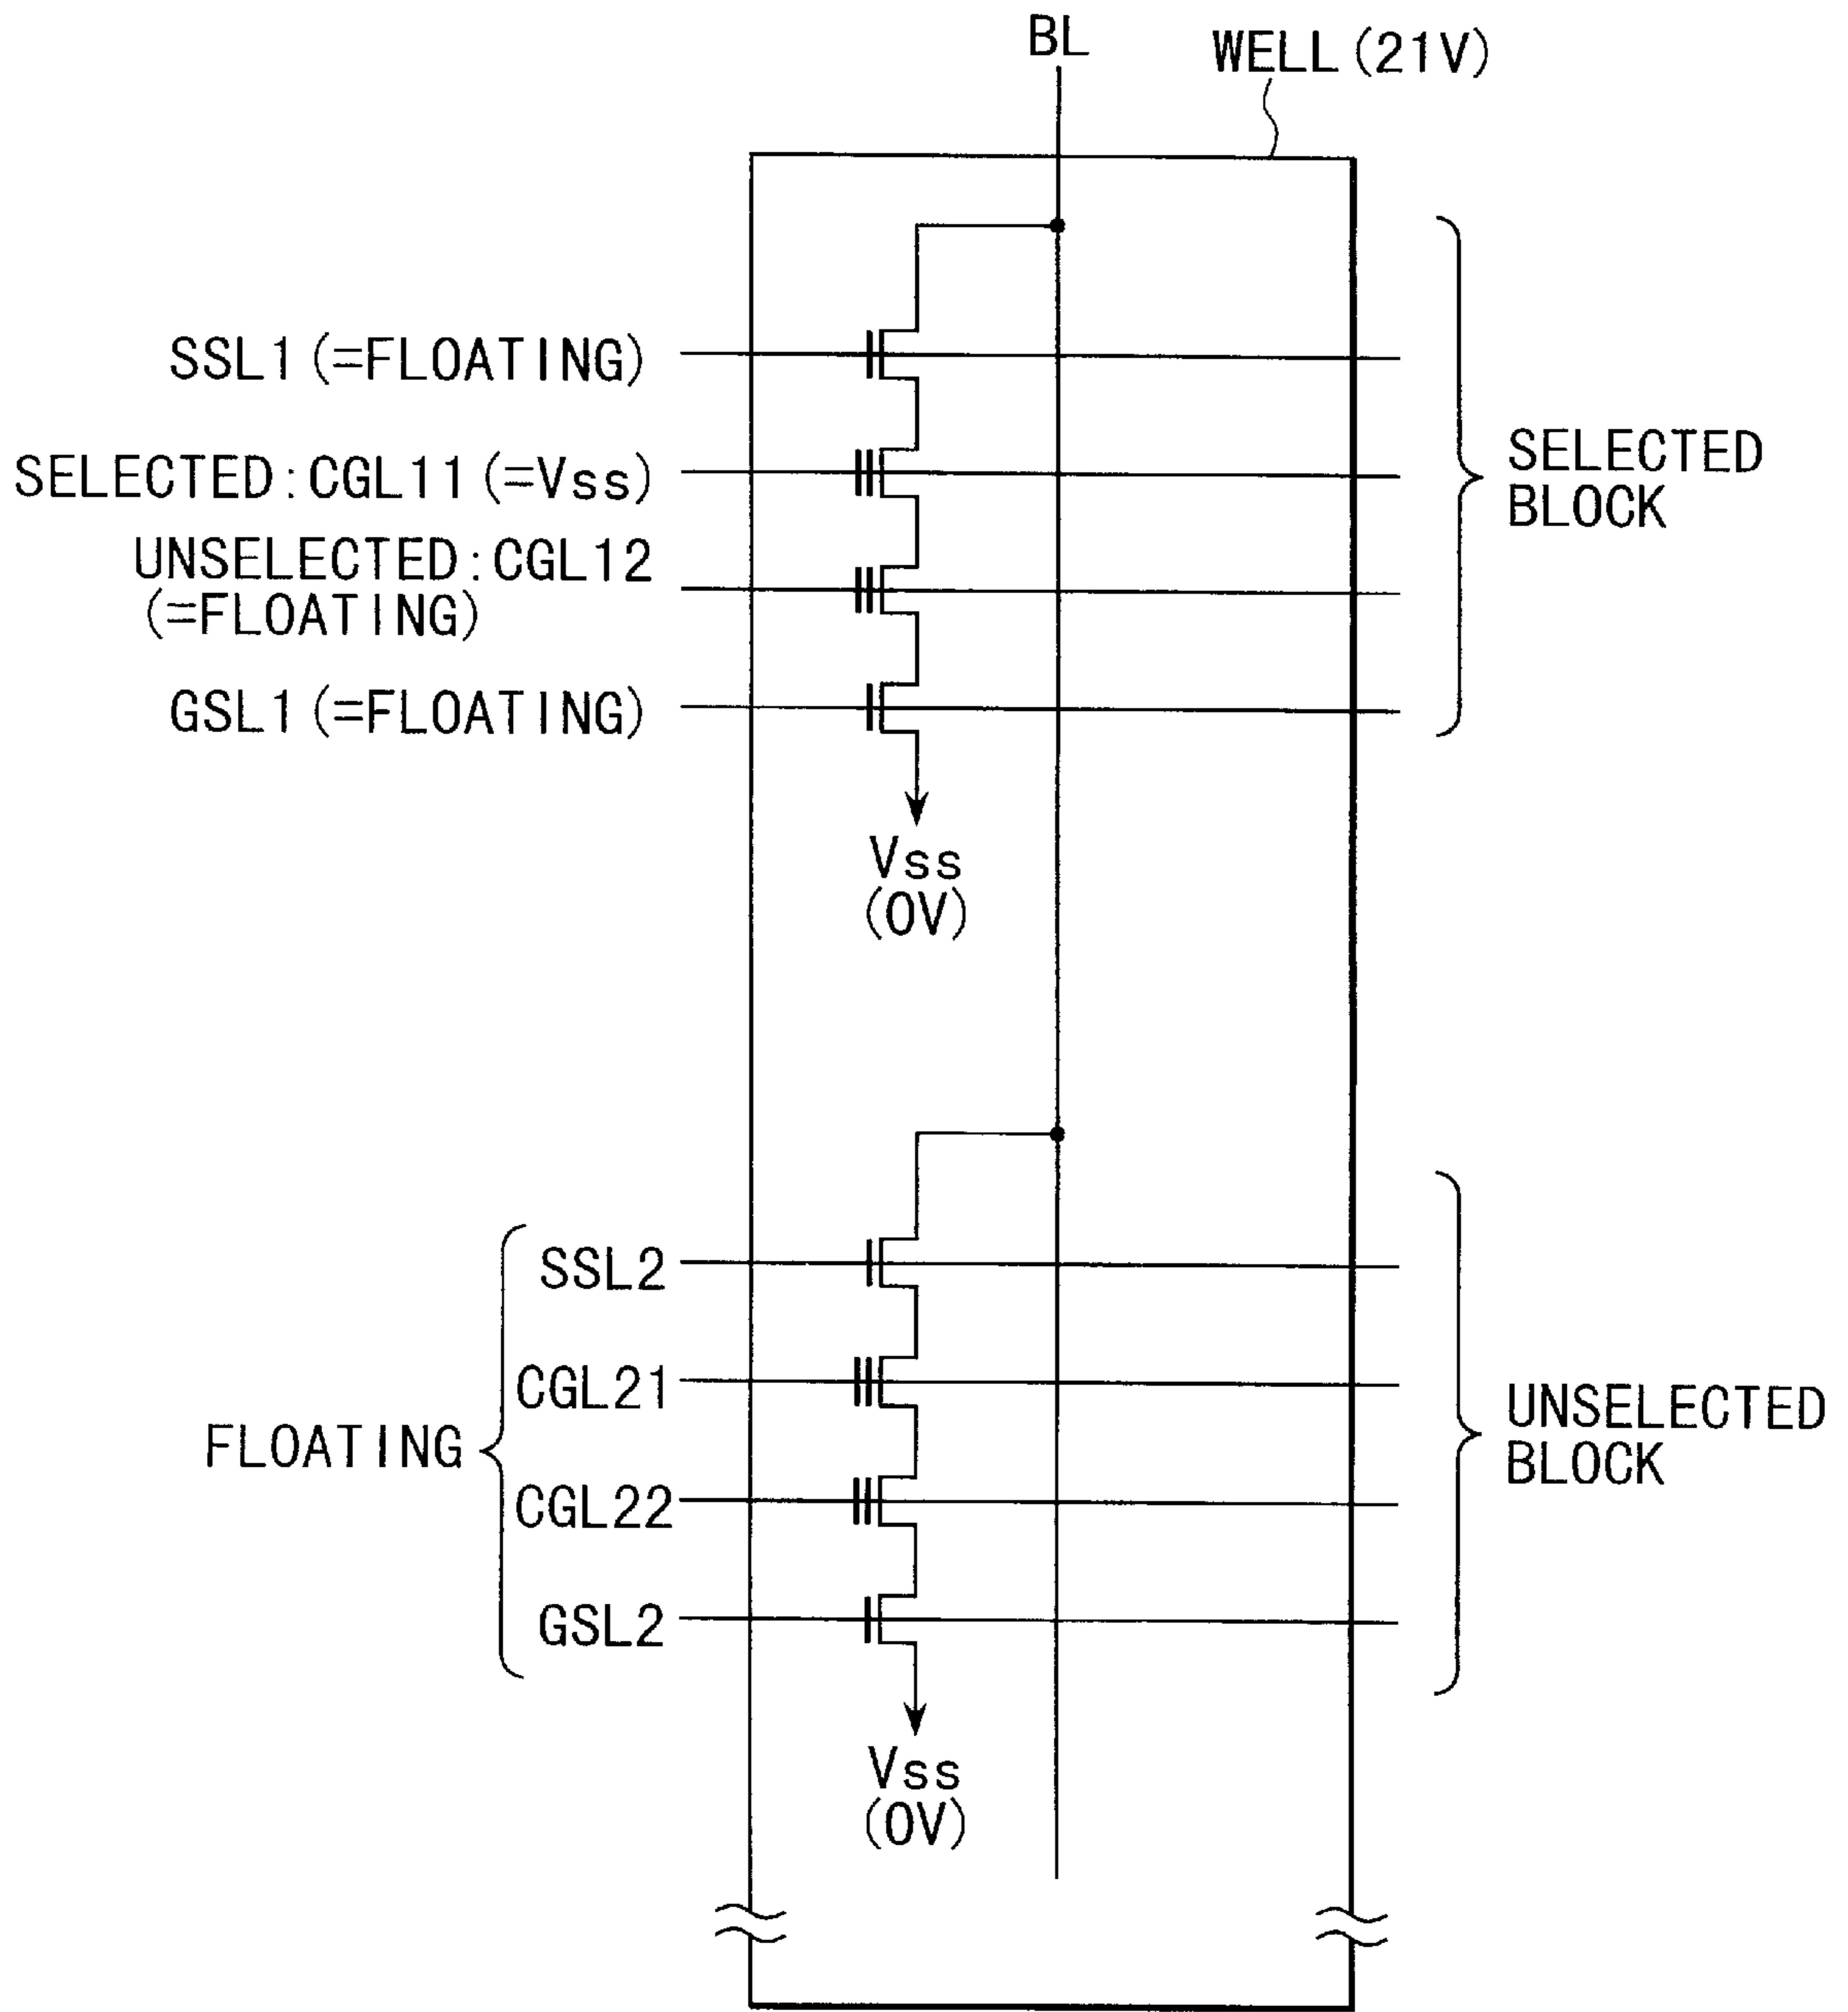 BL
WELL(21V)
SSL1(=FLOATING)
SELECTED:CGL11(=Vss)
UNSELECTED:CGL12
(=FLOATING)
GSL1(=FLOATING)
Vss
(0V)
SELECTED
BLOCK
SSL2
CGL21
FLOATING
CGL22
GSL2
Vss
(0V)
UNSELECTED
BLOCK